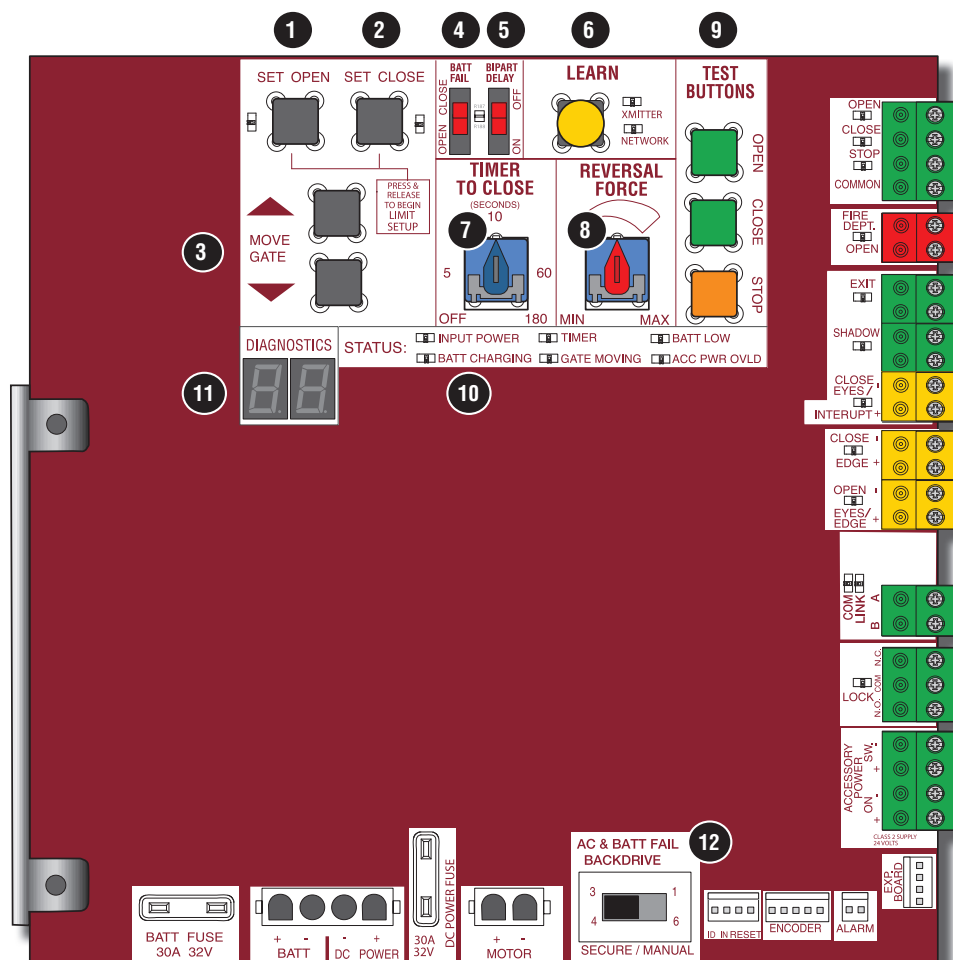 1
2
4
5
6
9
SET OPEN
SET CLOSE
BATT
FAIL
BIPART
DELAY
OPEN CLOSE
ON OFF
R187
LEARN
XMITTER
NETWORK
TEST
BUTTONS
OPEN
CLOSE
STOP
PRESS &
RELEASE
TO BEGIN
LIMIT
SETUP
3
MOVE
GATE
TIMER
TO CLOSE
(SECONDS)
10
7
5
60
OFF
180
REVERSAL
FORCE
8
MIN
MAX
DIAGNOSTICS
11
STATUS:
INPUT POWER
TIMER
BATT LOW
BATT CHARGING
GATE MOVING
ACC PWR OVLD
10
OPEN
CLOSE
STOP
COMMON
FIRE
DEPT.
OPEN
EXIT
SHADOW
CLOSE -
EYES/
INTERUPT +
CLOSE -
EDGE +
OPEN -
EYES/
EDGE +
COM
LINK
A
B
N.C.
COM
N.O.
LOCK
ACCESSORY
POWER
SW.
- +
ON
- +
CLASS 2 SUPPLY
24 VOLTS
EXP.
BOARD
BATT FUSE
30A 32V
+ - - +
BATT
DC POWER
DC POWER FUSE
30A
32V
+ -
MOTOR
12
AC & BATT FAIL
BACKDRIVE
3
1
4
6
SECURE / MANUAL
ID IN RESET
ENCODER
ALARM